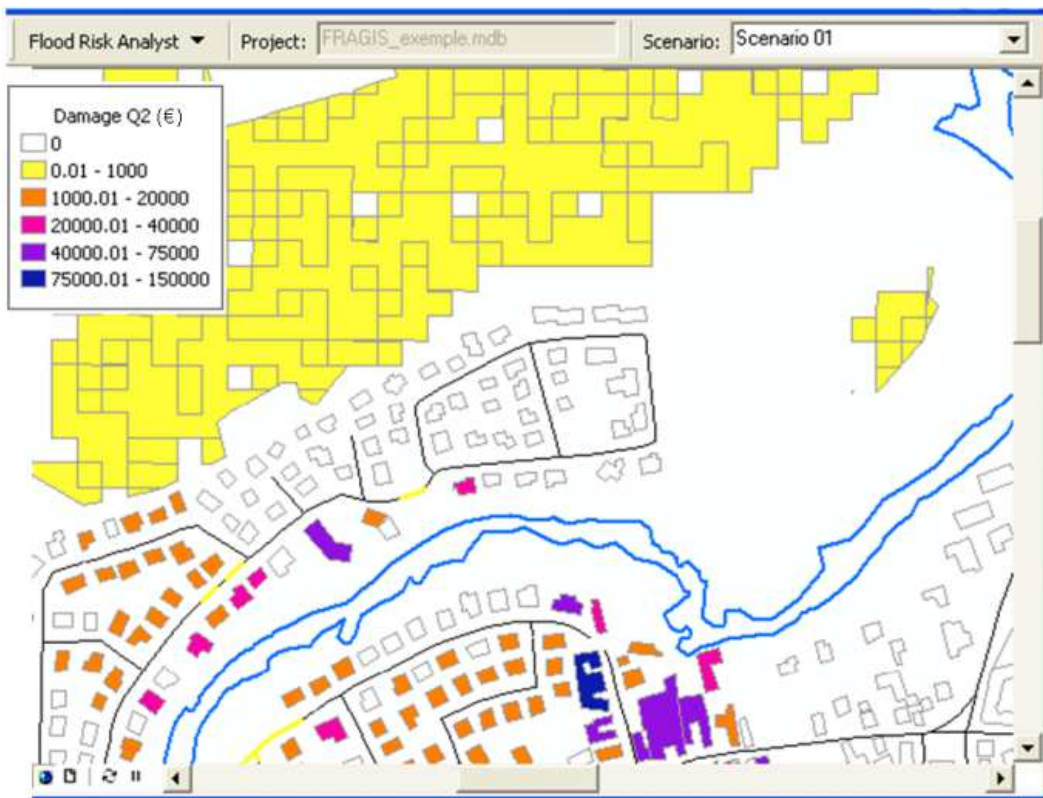 Flood Risk Analyst Project: FRAGIS_exemple.mdb Scenario: Scenario 01
Damage Q2 (€)
0
0.01 - 1000
1000.01 - 20000
20000.01 - 40000
40000.01 - 75000
75000.01 - 150000